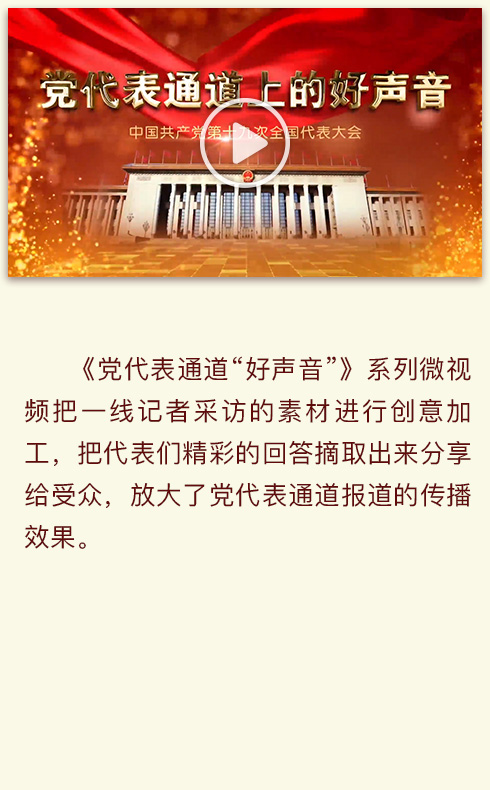 党代表通道上的好声音
中国共产党第十九次全国代表大会
《党代表通道“好声音”》系列微视
频把一线记者采访的素材进行创意加
工，把代表们精彩的回答摘取出来分享
给受众，放大了党代表通道报道的传播
效果。